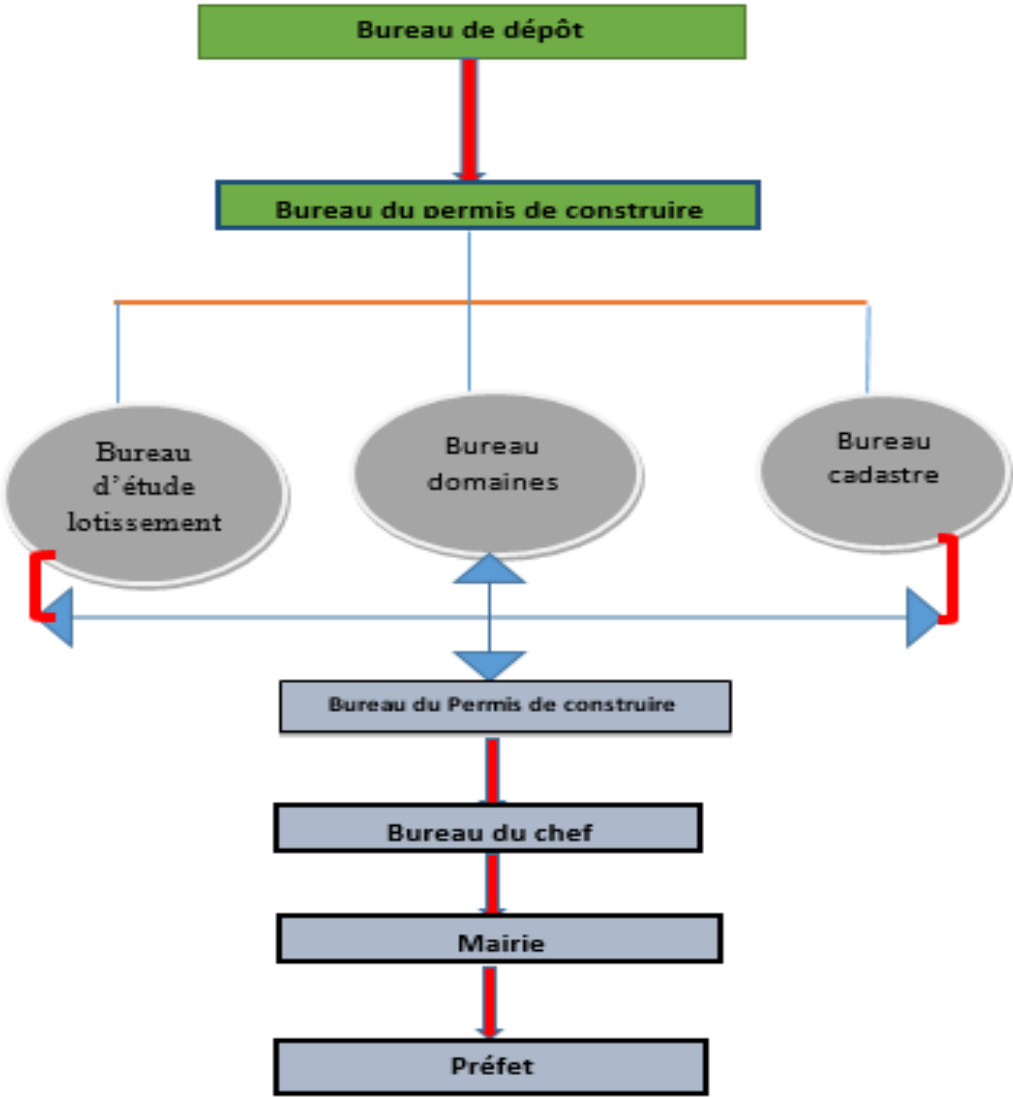 Bureau de dépôt
Bureau du permis de construire
Bureau
d'étude
lotissement
Bureau
domaines
Bureau
cadastre
Bureau du Permis de construire
Bureau du chef
Mairie
Préfet